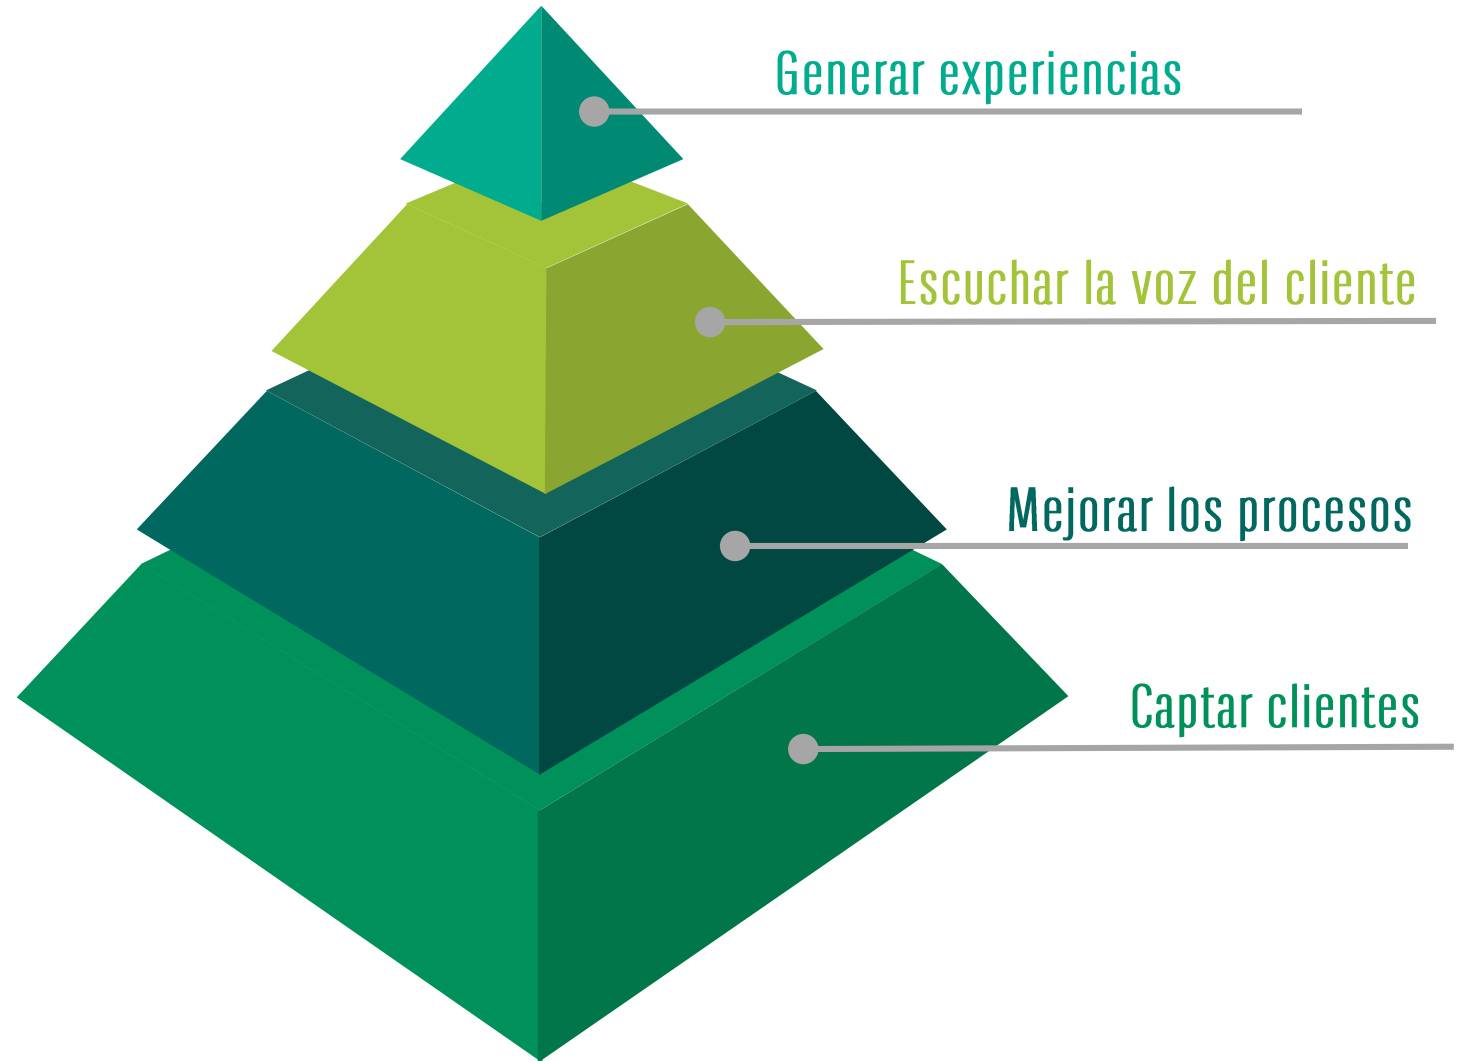 Generar experiencias
Escuchar la voz del cliente
Mejorar los procesos
Captar clientes